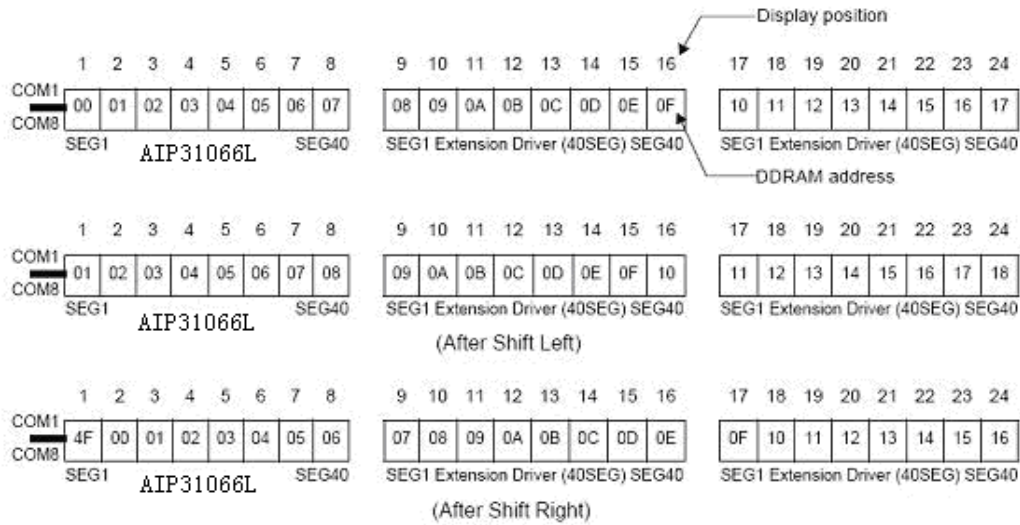 Display position
1 2 3 4 5 6 7 8 9 10 11 12 13 14 15 16 17 18 19 20 21 22 23 24
COM1
00 01 02 03 04 05 06 07 08 09 0A 0B 0C 0D 0E 0F 10 11 12 13 14 15 16 17
COM8
SEG1 AIP31066L SEG40 SEG1 Extension Driver (40SEG) SEG40 SEG1 Extension Driver (40SEG) SEG40
DDRAM address
1 2 3 4 5 6 7 8 9 10 11 12 13 14 15 16 17 18 19 20 21 22 23 24
COM1
01 02 03 04 05 06 07 08 09 0A 0B 0C 0D 0E 0F 10 11 12 13 14 15 16 17 18
COM8
SEG1 AIP31066L SEG40 SEG1 Extension Driver (40SEG) SEG40 SEG1 Extension Driver (40SEG) SEG40
(After Shift Left)
1 2 3 4 5 6 7 8 9 10 11 12 13 14 15 16 17 18 19 20 21 22 23 24
COM1
4F 00 01 02 03 04 05 06 07 08 09 0A 0B 0C 0D 0E 0F 10 11 12 13 14 15 16
COM8
SEG1 AIP31066L SEG40 SEG1 Extension Driver (40SEG) SEG40 SEG1 Extension Driver (40SEG) SEG40
(After Shift Right)